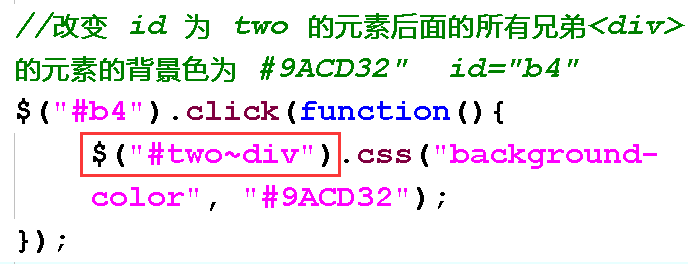 //改变 id 为 two 的元素后面的所有兄弟<div>
的元素的背景色为 #9ACD32"  id="b4"
$("#b4").click(function(){
$("#two~div").css("background-
color", "#9ACD32");
});